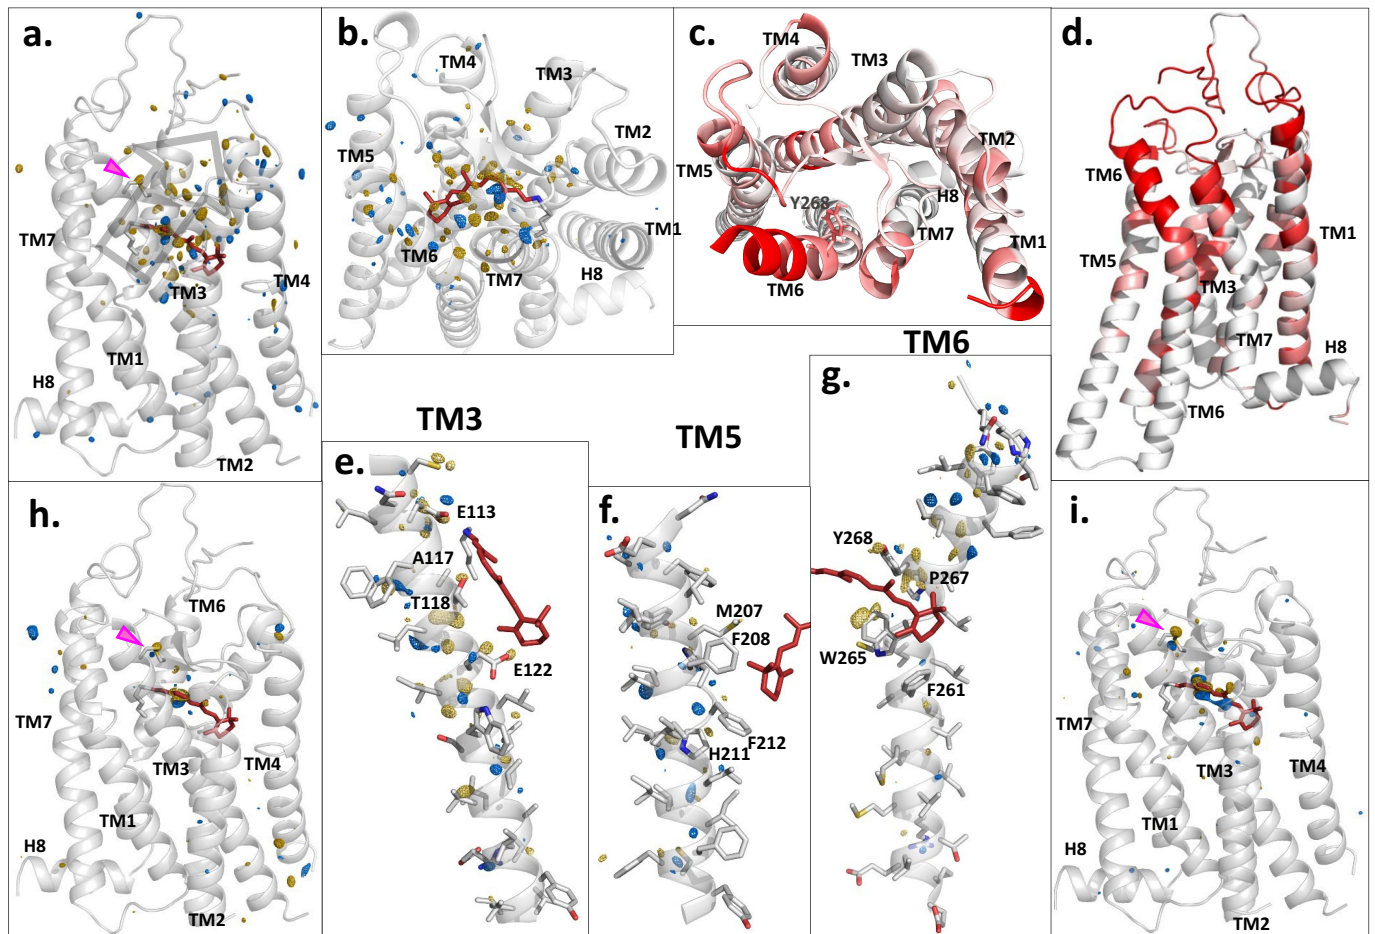 a.
TM7
TM3
TM4
TM1
H8
TM2
b.
TM4
TM3
TM2
TM5
TM1
TM6
TM7
H8
c.
TM4
TM3
TM2
TM5
Y268
H8
TM7
TM1
TM6
d.
TM6
TM1
TM5
TM3
TM7
H8
TM6
TM3
e.
E113
A117
T118
E122
TM5
f.
M207
F208
F212
H211
TM6
g.
Y268
P267
W265
F261
h.
TM6
TM7
TM3
TM4
TM1
H8
TM2
i.
TM7
TM3
TM4
TM1
H8
TM2